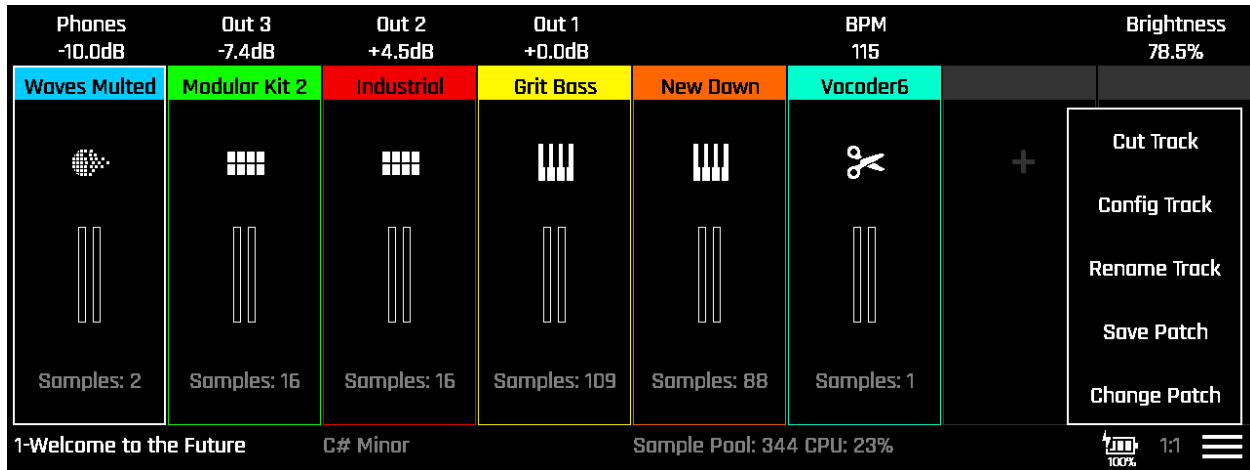 Phones Out 3 Out 2 Out 1 BPM Brightness
-10.0dB -7.4dB +4.5dB +0.0dB 115 78.5%
Waves Multed Modular Kit 2 Industrial Grit Bass New Dawn Vocoder6
Cut Track
Config Track
Rename Track
Save Patch
Change Patch
Samples: 2 Samples: 16 Samples: 16 Samples: 109 Samples: 88 Samples: 1
1-Welcome to the Future C# Minor Sample Pool: 344 CPU: 23% 1:1
100%